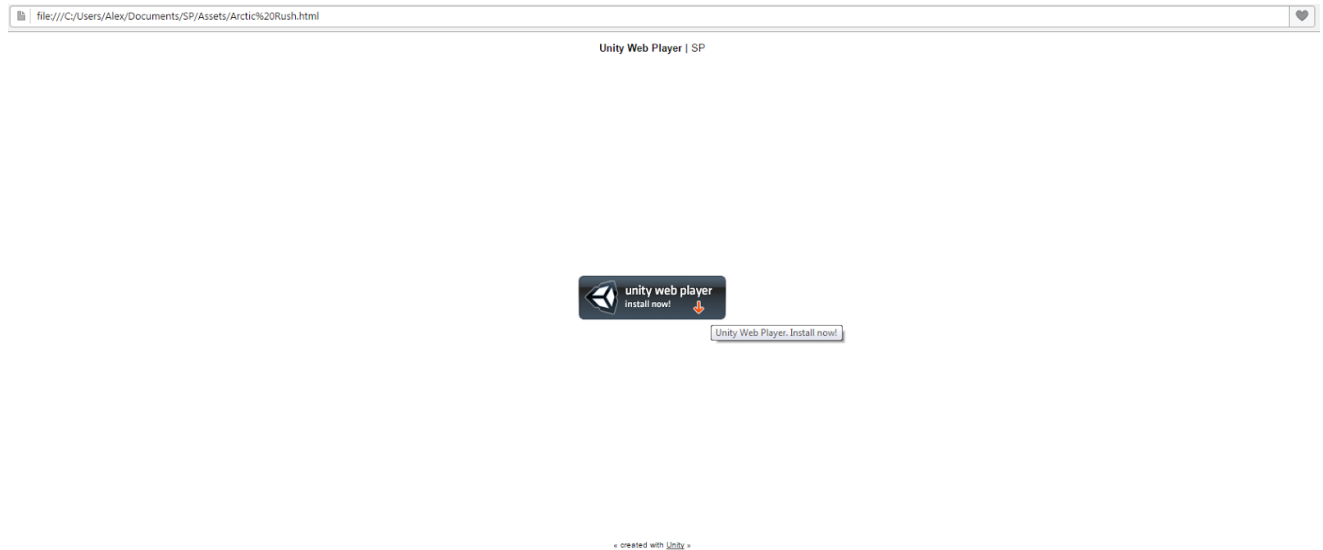 file:///C:/Users/Alex/Documents/SP/Assets/Arctic%20Rush.html
Unity Web Player | SP
unity web player
install now!
Unity Web Player. Install now!
« created with Unity »